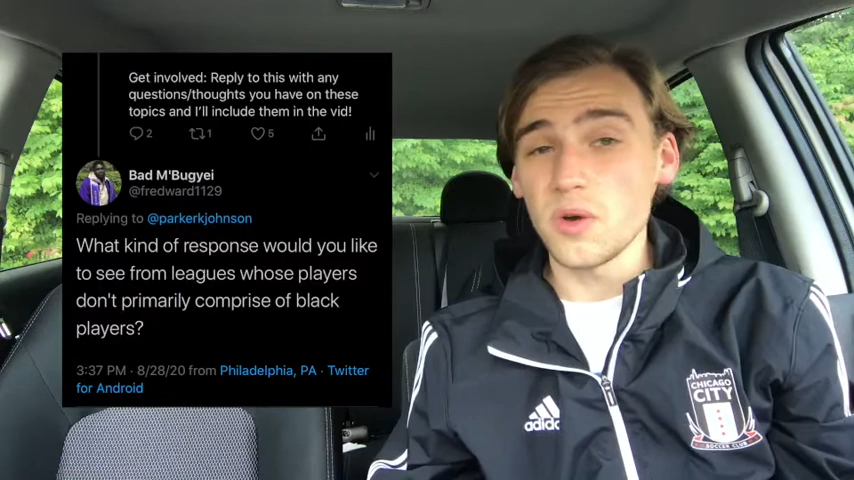 Get involved: Reply to this with any
questions/thoughts you have on these
topics and I'll include them in the vid!
2 1 5
Bad M'Bugyei
@fredward1129
Replying to @parkerkjohnson
What kind of response would you like
to see from leagues whose players
don't primarily comprise of black
players?
3:37 PM · 8/28/20 from Philadelphia, PA · Twitter
for Android
adidas
CHICAGO
CITY
SOCCER CLUB